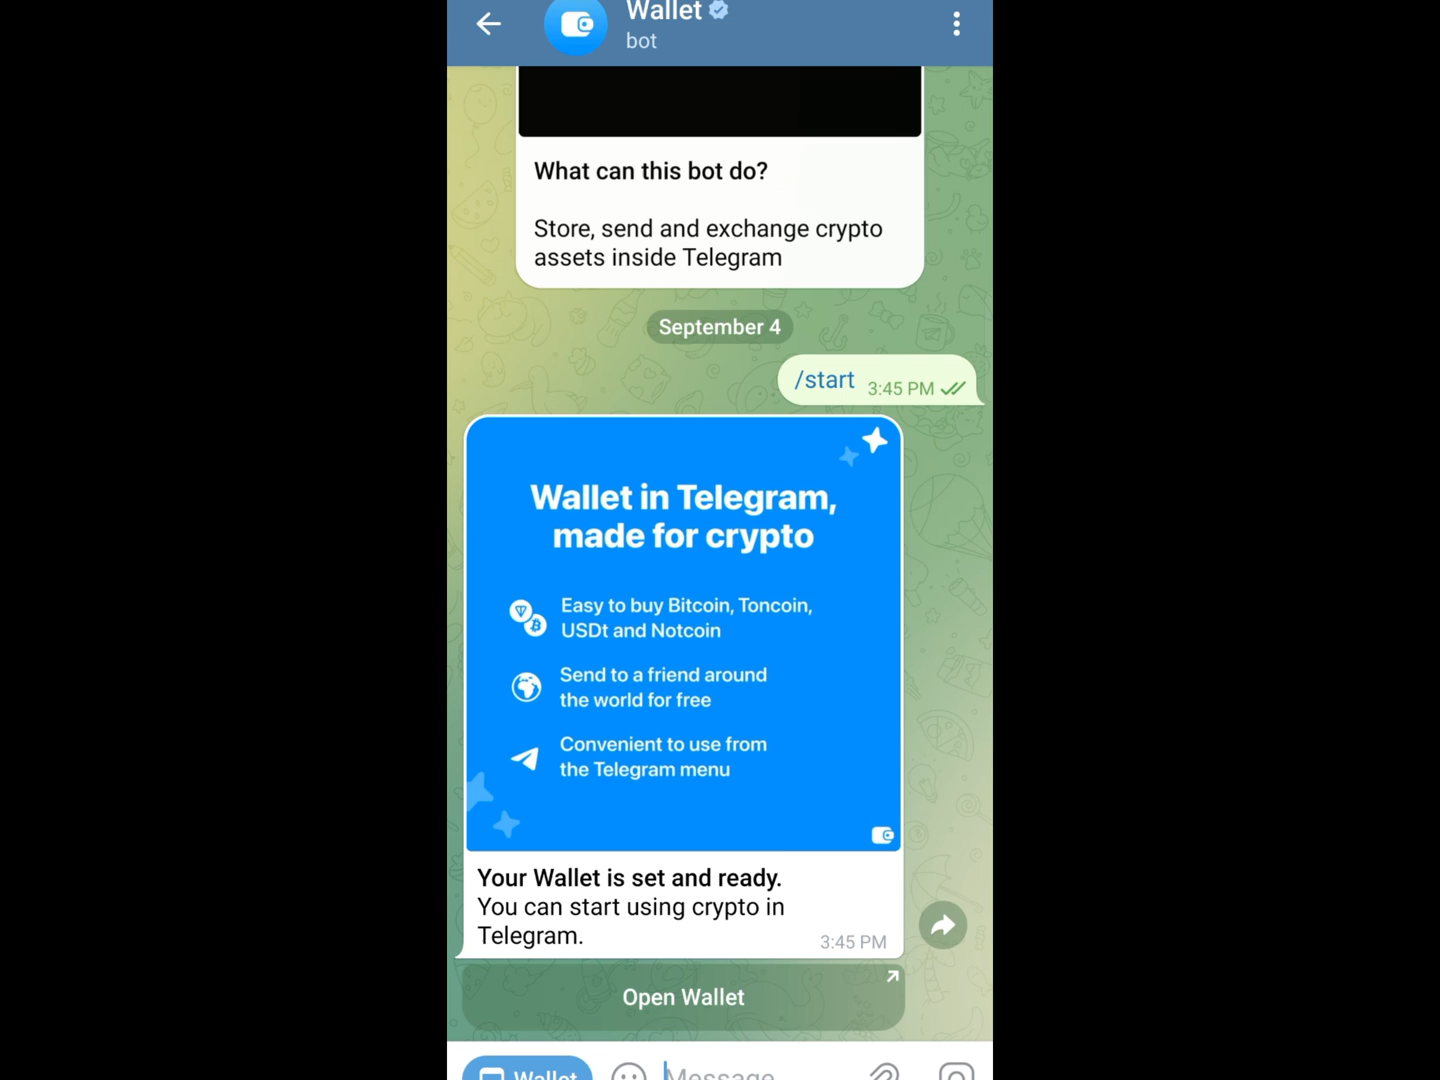 Wallet
bot
What can this bot do?
Store, send and exchange crypto
assets inside Telegram
September 4
/start 3:45 PM
Wallet in Telegram,
made for crypto
Easy to buy Bitcoin, Toncoin,
USDt and Notcoin
Send to a friend around
the world for free
Convenient to use from
the Telegram menu
Your Wallet is set and ready.
You can start using crypto in
Telegram. 3:45 PM
Open Wallet
Wallet Message